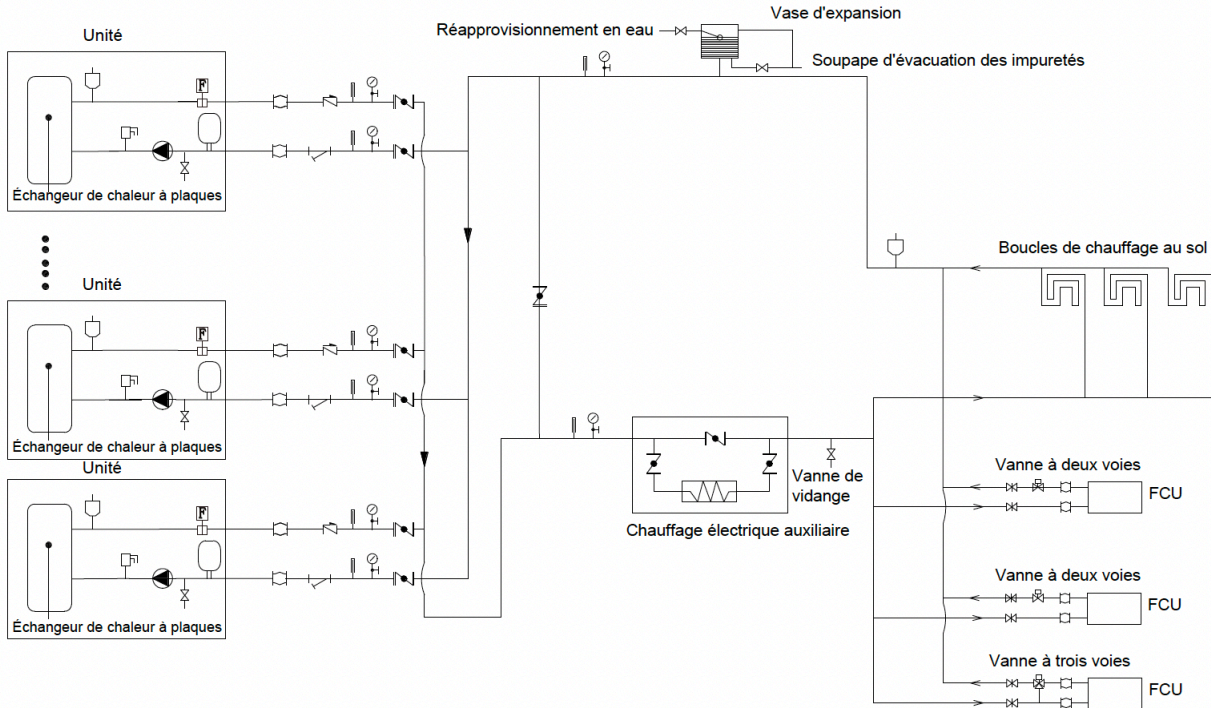 Unité
F
Échangeur de chaleur à plaques
Vase d'expansion
Réapprovisionnement en eau
Soupape d'évacuation des impuretés
Unité
F
Échangeur de chaleur à plaques
Boucles de chauffage au sol
Unité
F
Échangeur de chaleur à plaques
Vanne de
vidange
Chauffage électrique auxiliaire
Vanne à deux voies
FCU
Vanne à deux voies
FCU
Vanne à trois voies
FCU